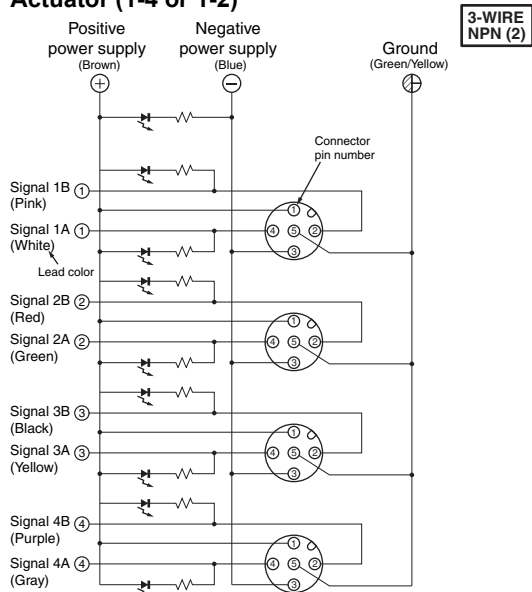 Actuator (1-4 or 1-2)
3-WIRE
NPN (2)
Positive
power supply
(Brown)
Negative
power supply
(Blue)
Ground
(Green/Yellow)
+
−
Connector
pin number
Signal 1B ①
(Pink)
Signal 1A ①
(White)
Lead color
① ② ③ ④ ⑤
Signal 2B ②
(Red)
Signal 2A ②
(Green)
① ② ③ ④ ⑤
Signal 3B ③
(Black)
Signal 3A ③
(Yellow)
① ② ③ ④ ⑤
Signal 4B ④
(Purple)
Signal 4A ④
(Gray)
① ② ③ ④ ⑤